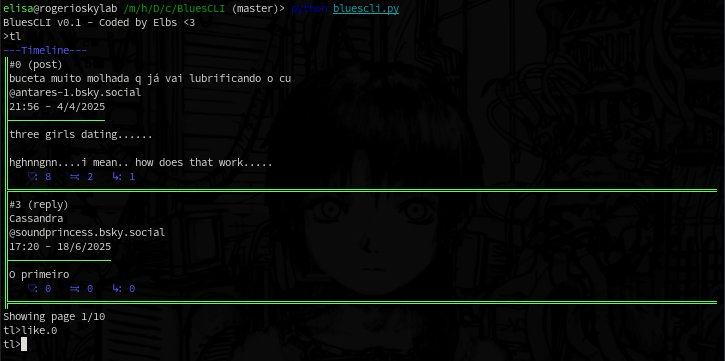 elisa@rogerioskylab /m/h/D/c/BluesCLI (master)> python bluescli.py
BluesCLI v0.1 – Coded by Elbs <3
>tl
---Timeline---
#0 (post)
buceta muito molhada q já vai lubrificando o cu
@antares-1.bsky.social
21:56 – 4/4/2025
three girls dating......
hghnngnn....i mean.. how does that work.....
♡: 8 ⇆: 2 ↳: 1
#3 (reply)
Cassandra
@soundprincess.bsky.social
17:20 – 18/6/2025
O primeiro
♡: 0 ⇆: 0 ↳: 0
Showing page 1/10
tl>like.0
tl>